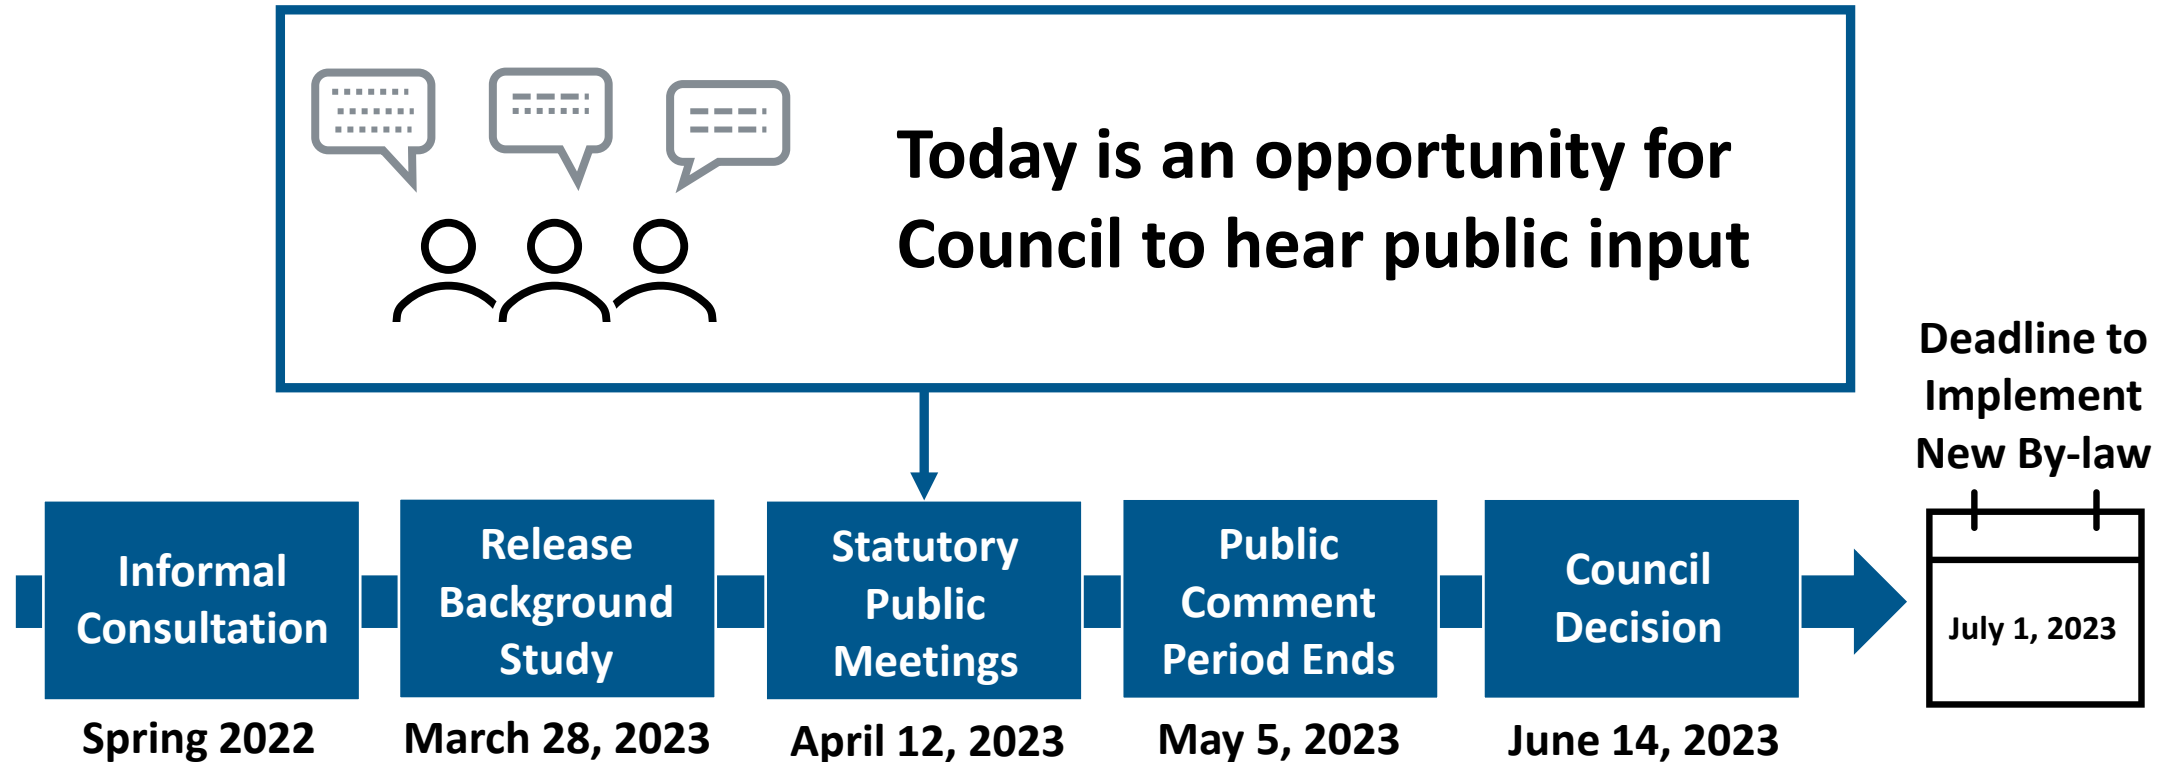 Today is an opportunity for
Council to hear public input
Deadline to
Implement
New By-law
Informal
Consultation
Release
Background
Study
Statutory
Public
Meetings
Public
Comment
Period Ends
Council
Decision
July 1, 2023
Spring 2022
March 28, 2023
April 12, 2023
May 5, 2023
June 14, 2023